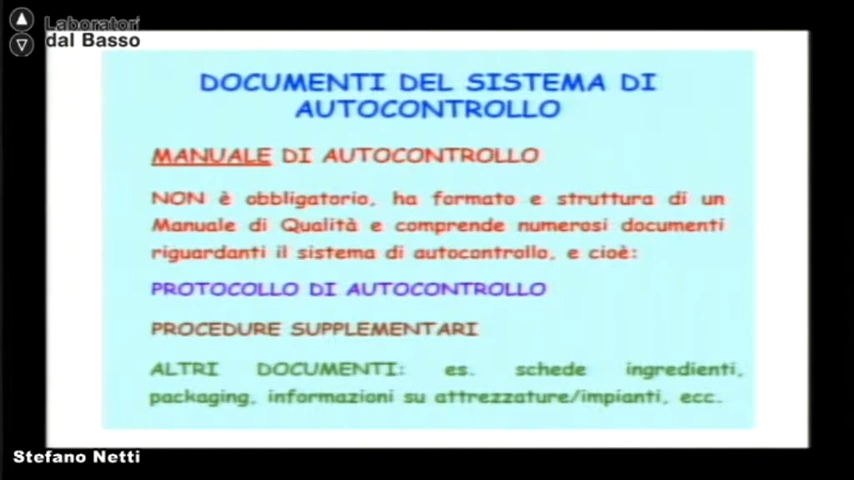 Laboratori
dal Basso
DOCUMENTI DEL SISTEMA DI
AUTOCONTROLLO
MANUALE DI AUTOCONTROLLO
NON è obbligatorio, ha formato e struttura di un
Manuale di Qualità e comprende numerosi documenti
riguardanti il sistema di autocontrollo, e cioè:
PROTOCOLLO DI AUTOCONTROLLO
PROCEDURE SUPPLEMENTARI
ALTRI DOCUMENTI: es. schede ingredienti,
packaging, informazioni su attrezzature/impianti, ecc.
Stefano Netti